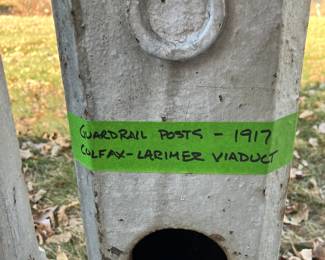 GUARDRAIL POSTS - 1917
COLFAX-LARIMER VIADUCT